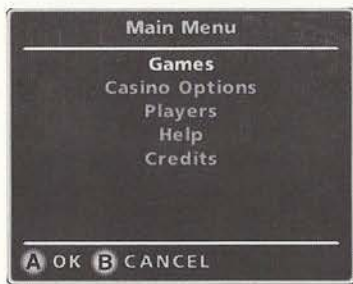 Main Menu
Games
Casino Options
Players
Help
Credits
A OK B CANCEL